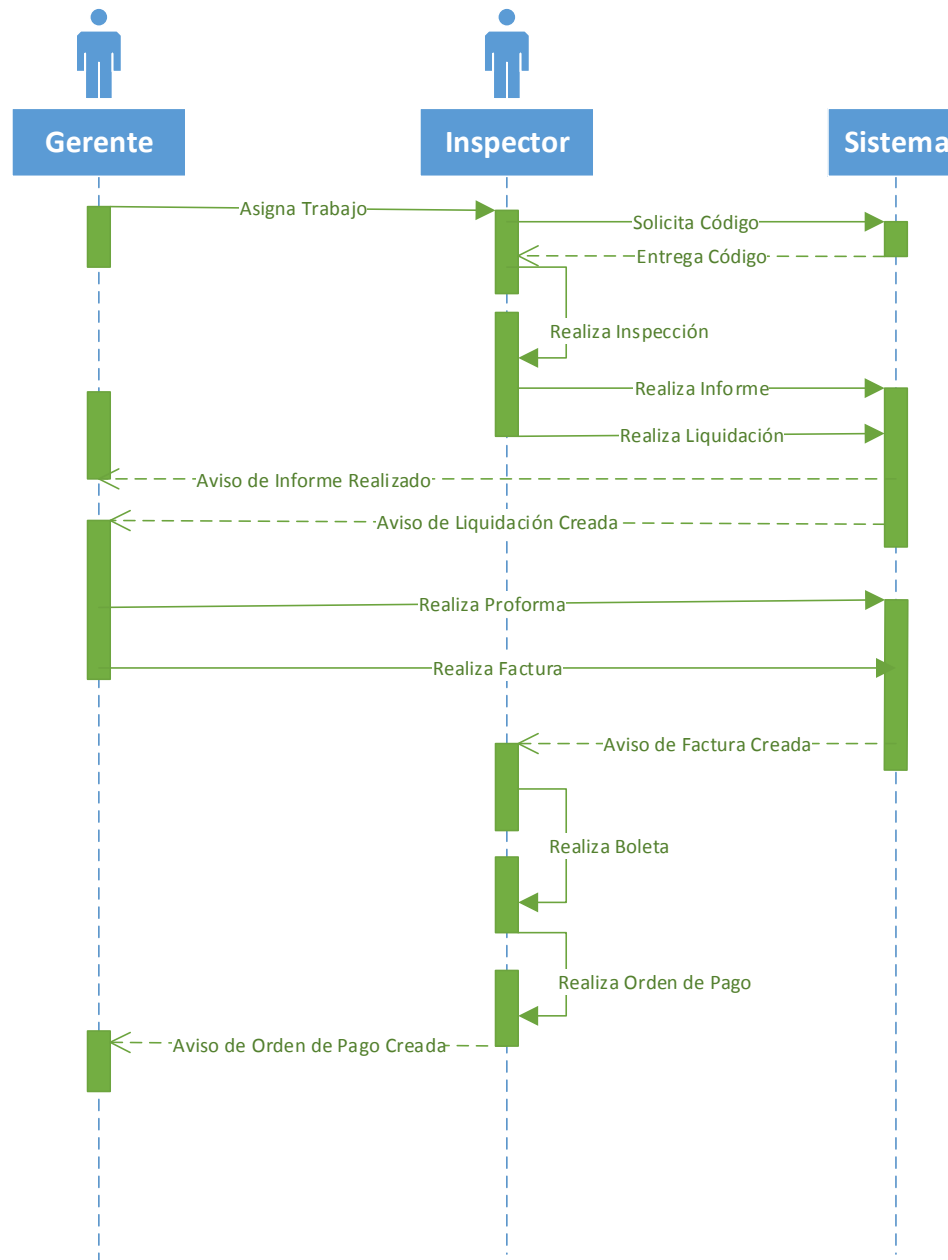 Gerente
Inspector
Sistema
Asigna Trabajo
Solicita Código
Entrega Código
Realiza Inspección
Realiza Informe
Realiza Liquidación
Aviso de Informe Realizado
Aviso de Liquidación Creada
Realiza Proforma
Realiza Factura
Aviso de Factura Creada
Realiza Boleta
Realiza Orden de Pago
Aviso de Orden de Pago Creada